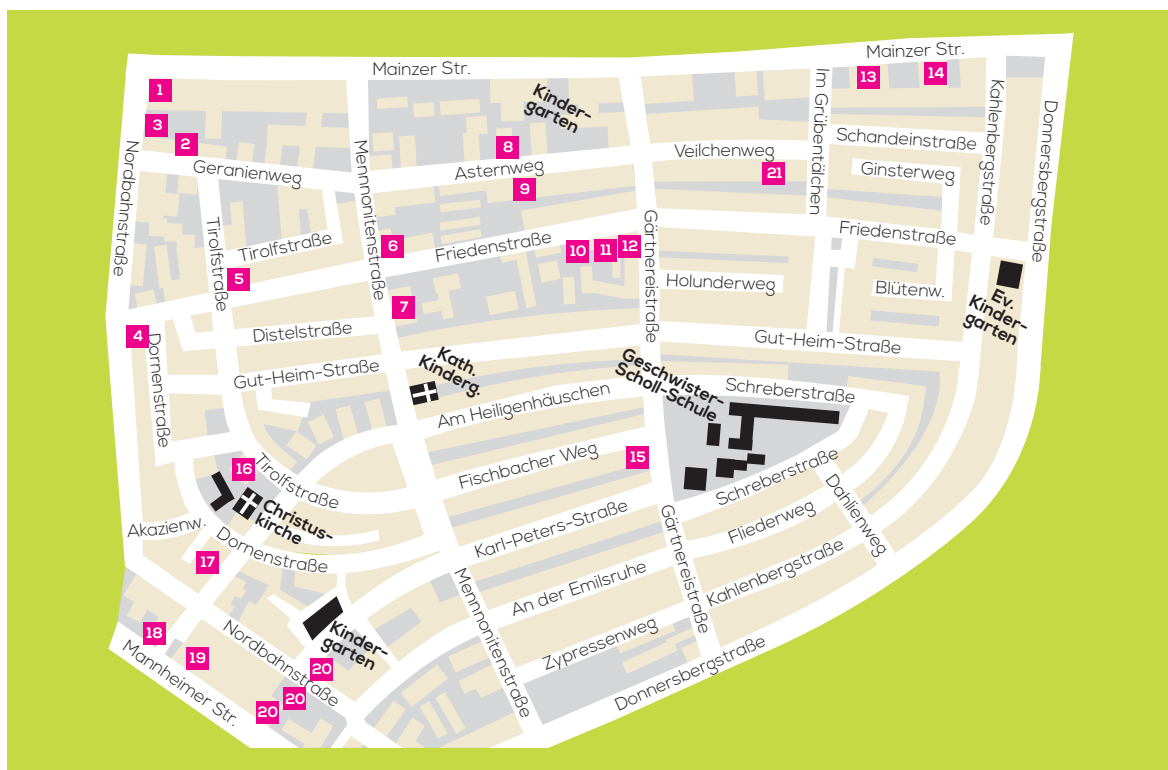 Mainzer Str.
Mainzer Str.
1
13
14
Kinder-
garten
3
2
8
Im Grübentälchen
Kahlenbergstraße
Donnersbergstraße
Schandeinstraße
Nordbahnstraße
Geranienweg
Mennnonitenstraße
Asternweg
9
Veilchenweg
21
Ginsterweg
Tirolfstraße
Tirolfstraße
5
6
Friedenstraße
10
11
12
Gärtnereistraße
Friedenstraße
7
Holunderweg
Blütenw.
Ev.
Kinder-
garten
4
Dornenstraße
Distelstraße
Gut-Heim-Straße
Gut-Heim-Straße
Kath.
Kinderg.
Am Heiligenhäuschen
Geschwister-
Scholl-Schule
Schreberstraße
16
Tirolfstraße
Fischbacher Weg
15
Schreberstraße
Dahlienweg
Christus-
kirche
Akazienw.
Dornenstraße
17
Karl-Peters-Straße
Gärtnereistraße
Fliederweg
An der Emilsruhe
Kahlenbergstraße
Mennnonitenstraße
Zypressenweg
Donnersbergstraße
18
19
Mannheimer Str.
Nordbahnstraße
Kinder-
garten
20
20
20